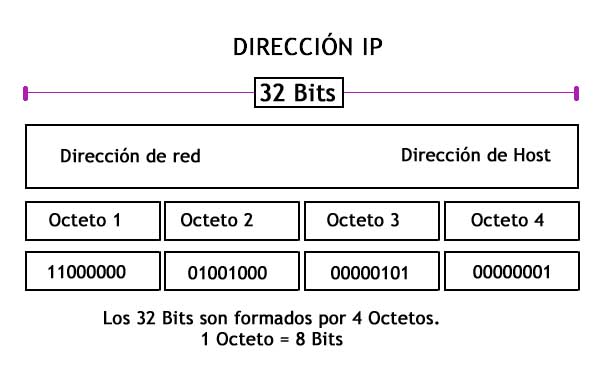 DIRECCIÓN IP
32 Bits
Dirección de red Dirección de Host
Octeto 1 Octeto 2 Octeto 3 Octeto 4
11000000 01001000 00000101 00000001
Los 32 Bits son formados por 4 Octetos.
1 Octeto = 8 Bits